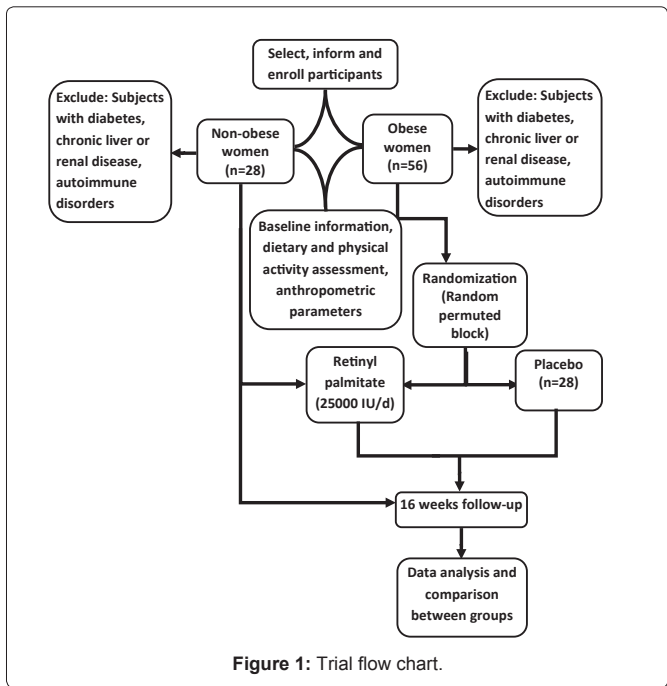 Select, inform and
enroll participants
Exclude: Subjects
with diabetes,
chronic liver or
renal disease,
autoimmune
disorders
Non-obese
women
(n=28)
Obese
women
(n=56)
Exclude: Subjects
with diabetes,
chronic liver or
renal disease,
autoimmune
disorders
Baseline information,
dietary and physical
activity assessment,
anthropometric
parameters
Randomization
(Random
permuted
block)
Retinyl
palmitate
(25000 IU/d)
Placebo
(n=28)
16 weeks follow-up
Data analysis and
comparison
between groups
Figure 1: Trial flow chart.